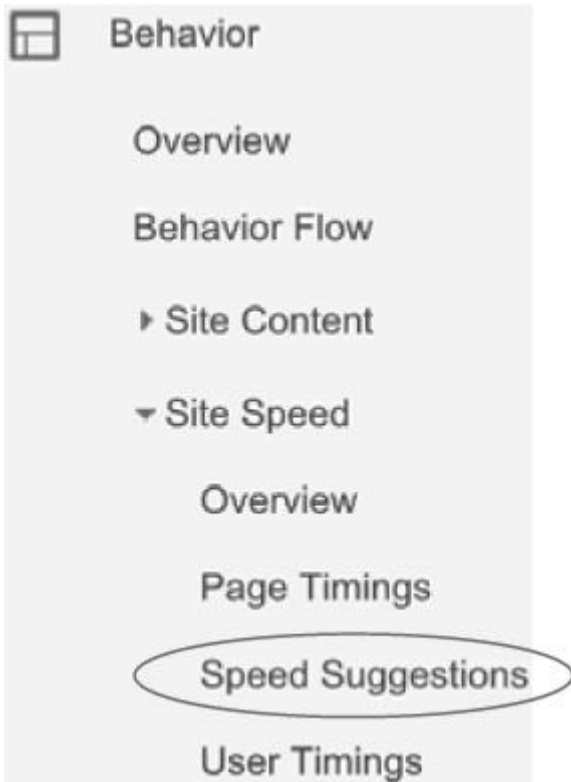 Behavior
Overview
Behavior Flow
Site Content
Site Speed
Overview
Page Timings
Speed Suggestions
User Timings